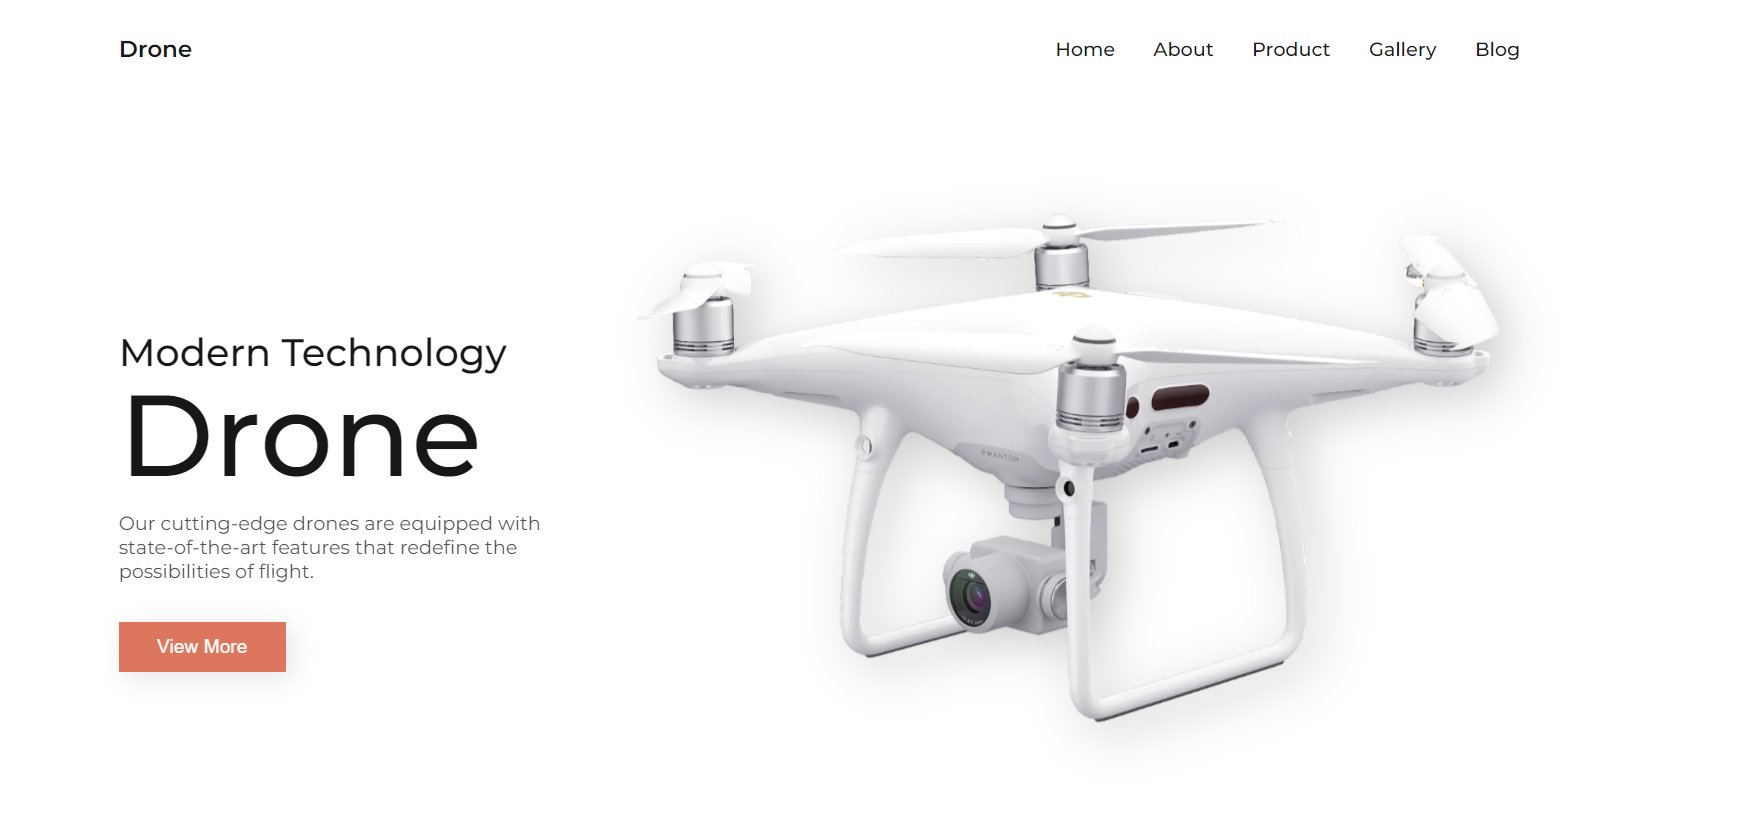 Drone
Home About Product Gallery Blog
Modern Technology
Drone
Our cutting-edge drones are equipped with
state-of-the-art features that redefine the
possibilities of flight.
View More
PHANTOM